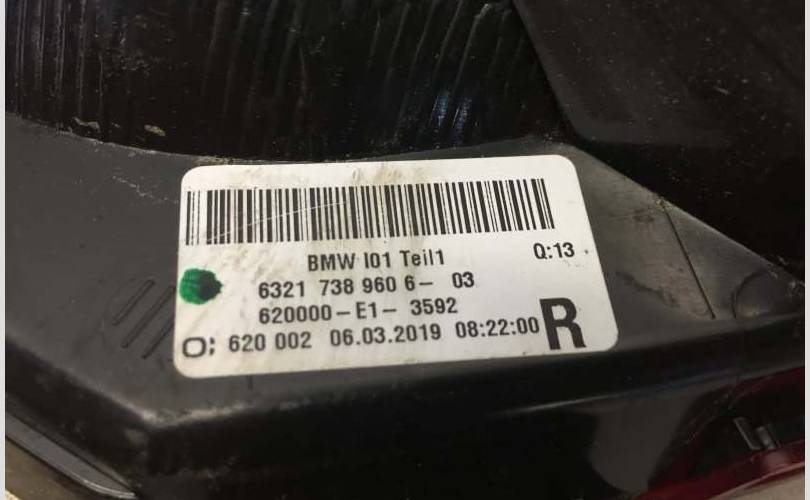 BMW I01 Teil1 Q:13
6321 738 960 6- 03
620000-E1- 3592
O; 620 002 06.03.2019 08:22:00 R